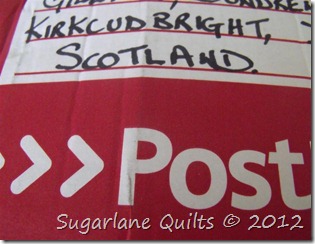 KIRKCUDBRIGHT,
SCOTLAND.
>>> Post
Sugarlane Quilts © 2012